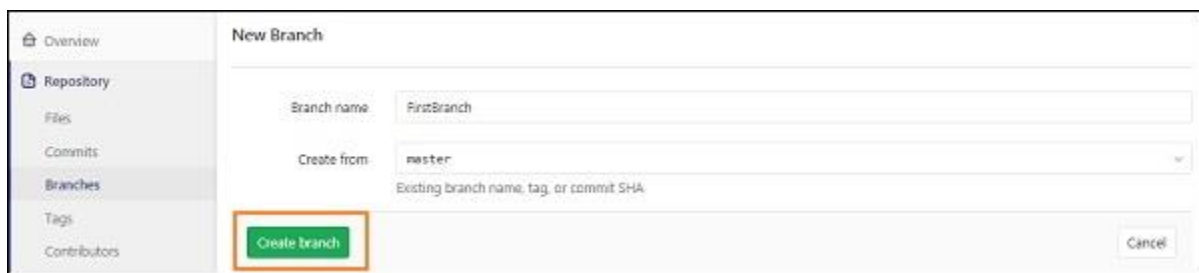 Overview
Repository
Files
Commits
Branches
Tags
Contributors
New Branch
Branch name
FirstBranch
Create from
master
Existing branch name, tag, or commit SHA
Create branch
Cancel